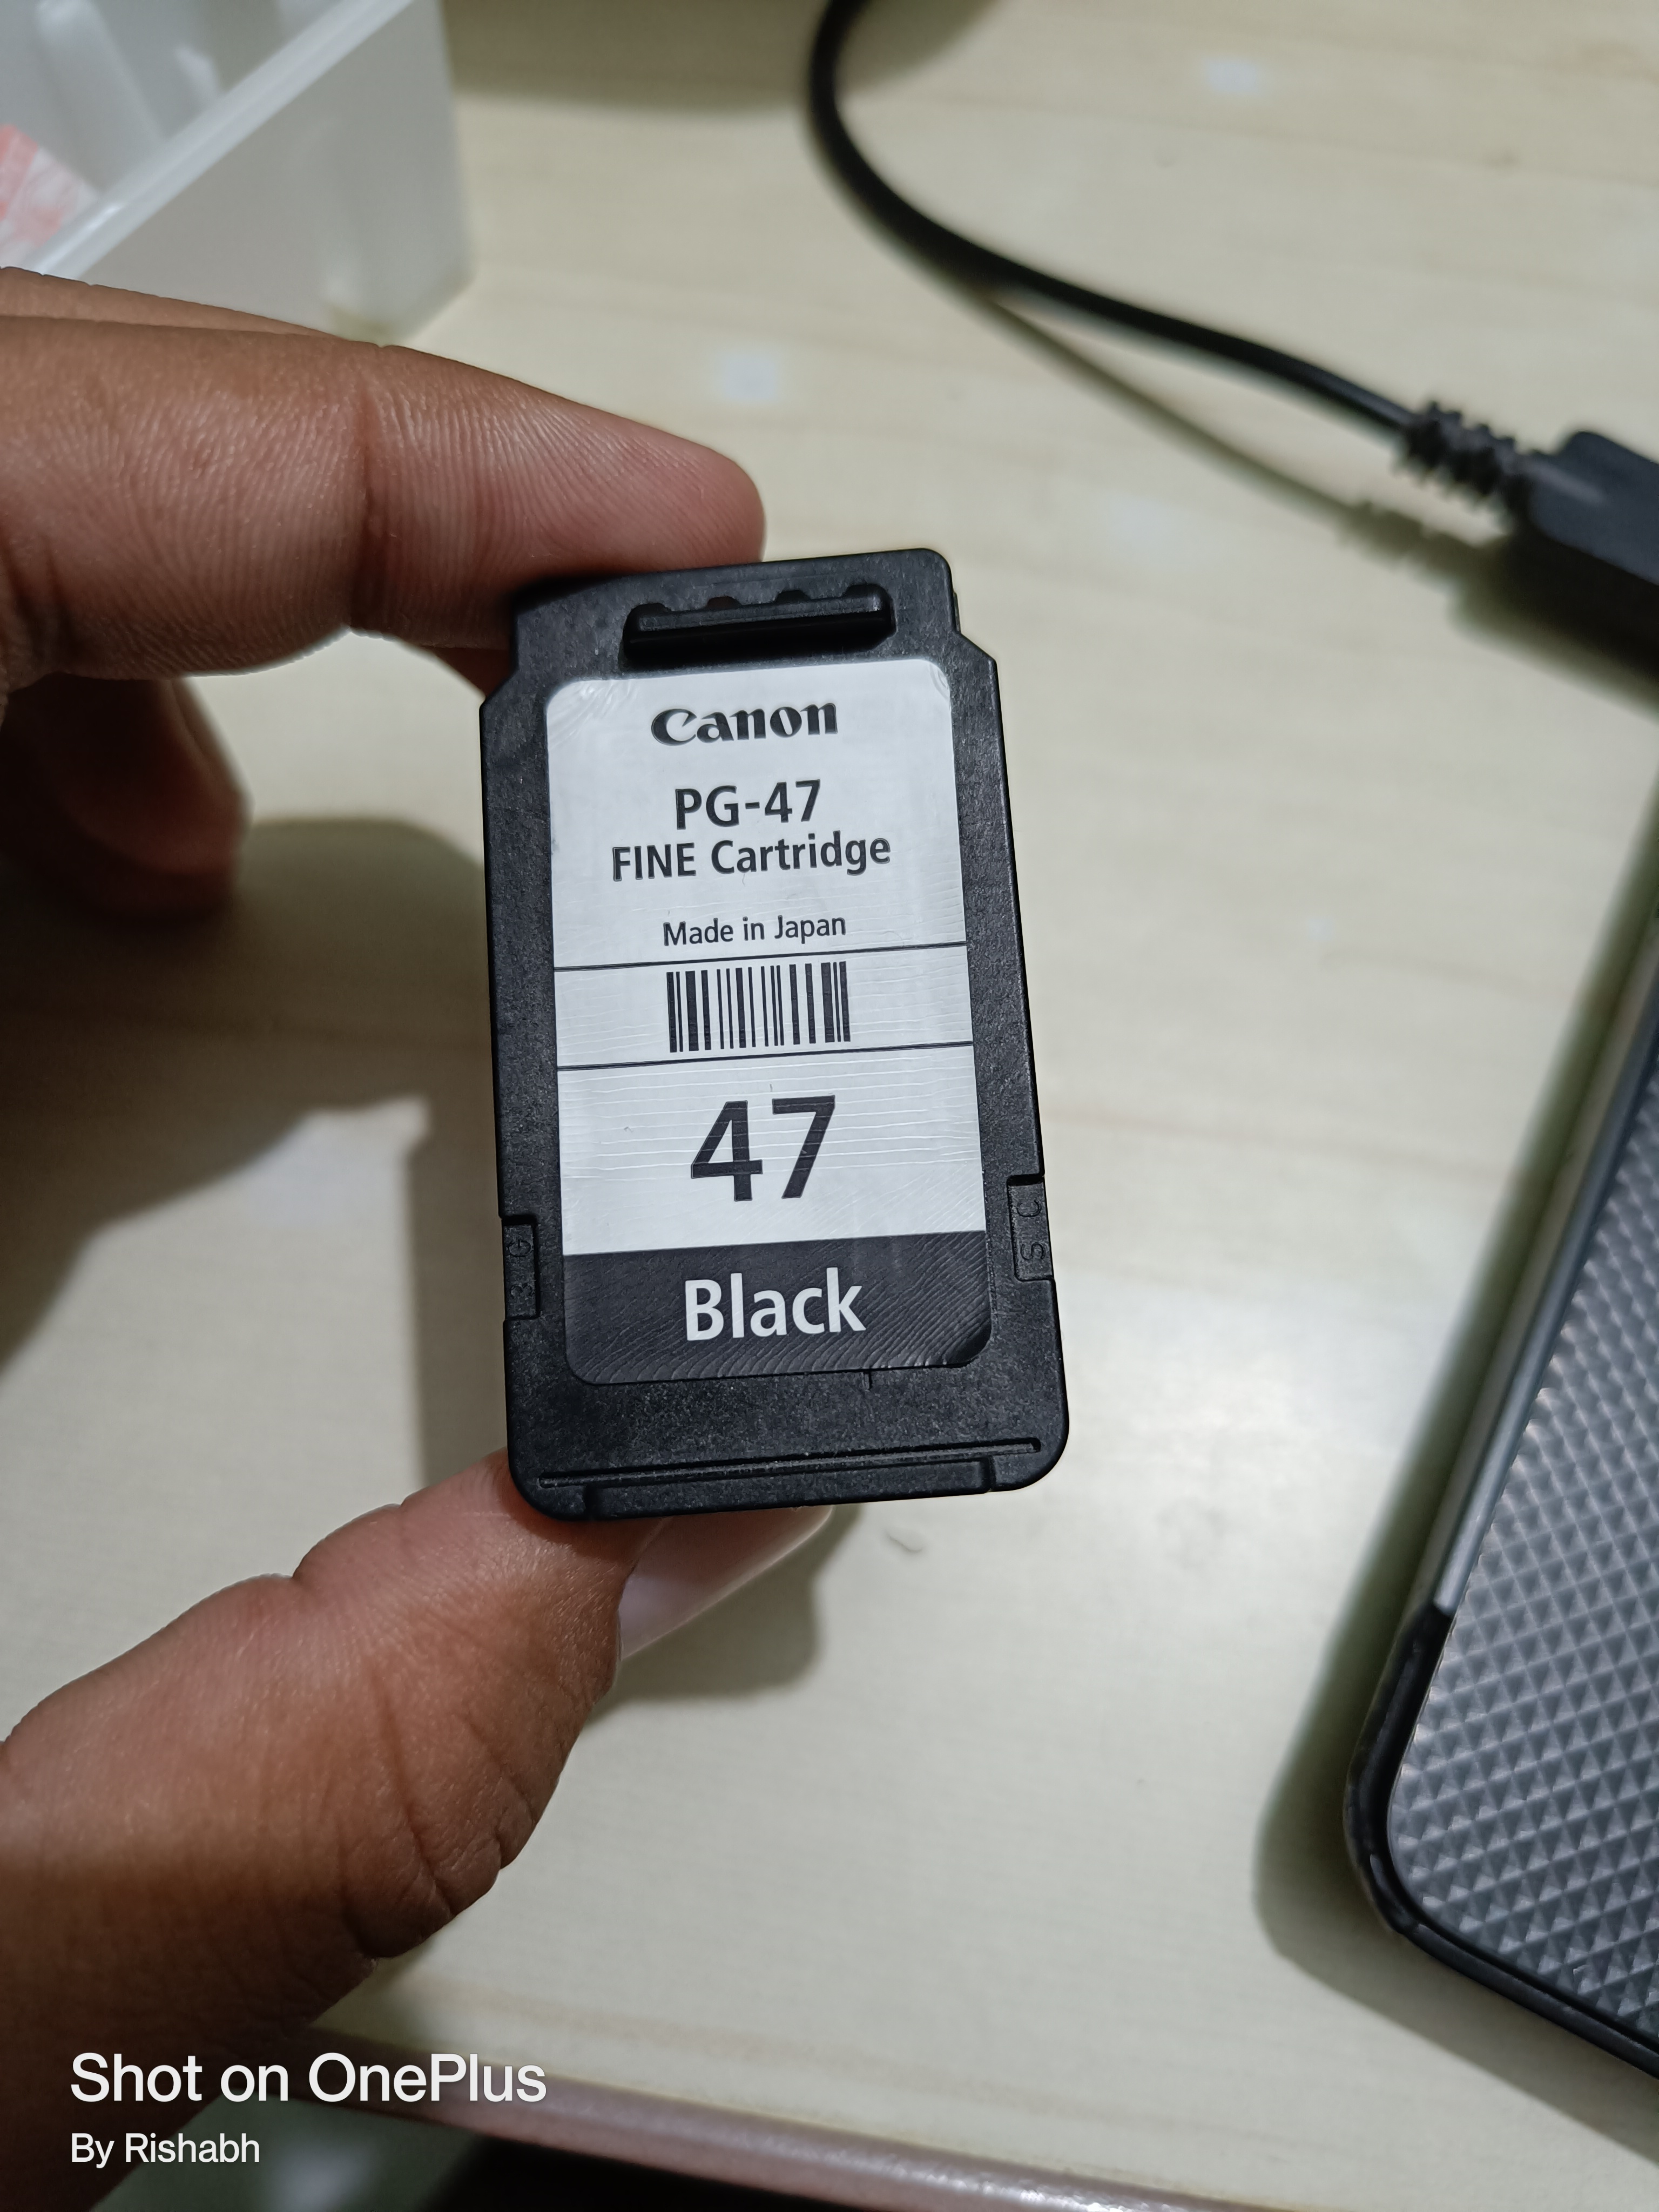 Canon
PG-47
FINE Cartridge
Made in Japan
47
Black
Shot on OnePlus
By Rishabh